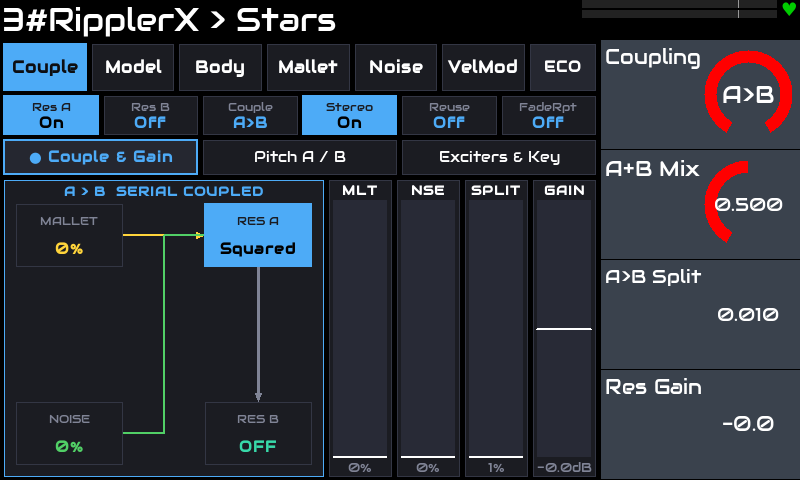 3#RipplerX > Stars
Couple Model Body Mallet Noise VelMod ECO
Res A Res B Couple Stereo Reuse FadeRpt
On Off A>B On Off Off
Couple & Gain Pitch A / B Exciters & Key
A > B SERIAL COUPLED MLT NSE SPLIT GAIN
MALLET RES A
0% Squared
NOISE RES B
0% OFF
0% 0% 1% -0.0dB
Coupling
A>B
A+B Mix
0.500
A>B Split
0.010
Res Gain
-0.0